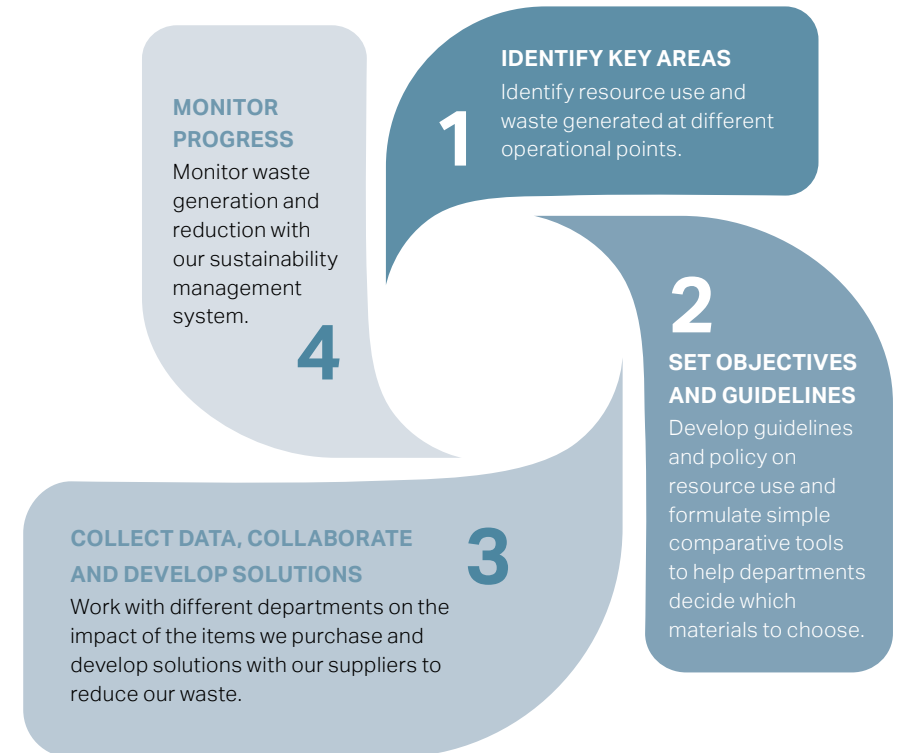 1
IDENTIFY KEY AREAS
Identify resource use and
waste generated at different
operational points.
2
SET OBJECTIVES
AND GUIDELINES
Develop guidelines
and policy on
resource use and
formulate simple
comparative tools
to help departments
decide which
materials to choose.
3
COLLECT DATA, COLLABORATE
AND DEVELOP SOLUTIONS
Work with different departments on the
impact of the items we purchase and
develop solutions with our suppliers to
reduce our waste.
4
MONITOR
PROGRESS
Monitor waste
generation and
reduction with
our sustainability
management
system.